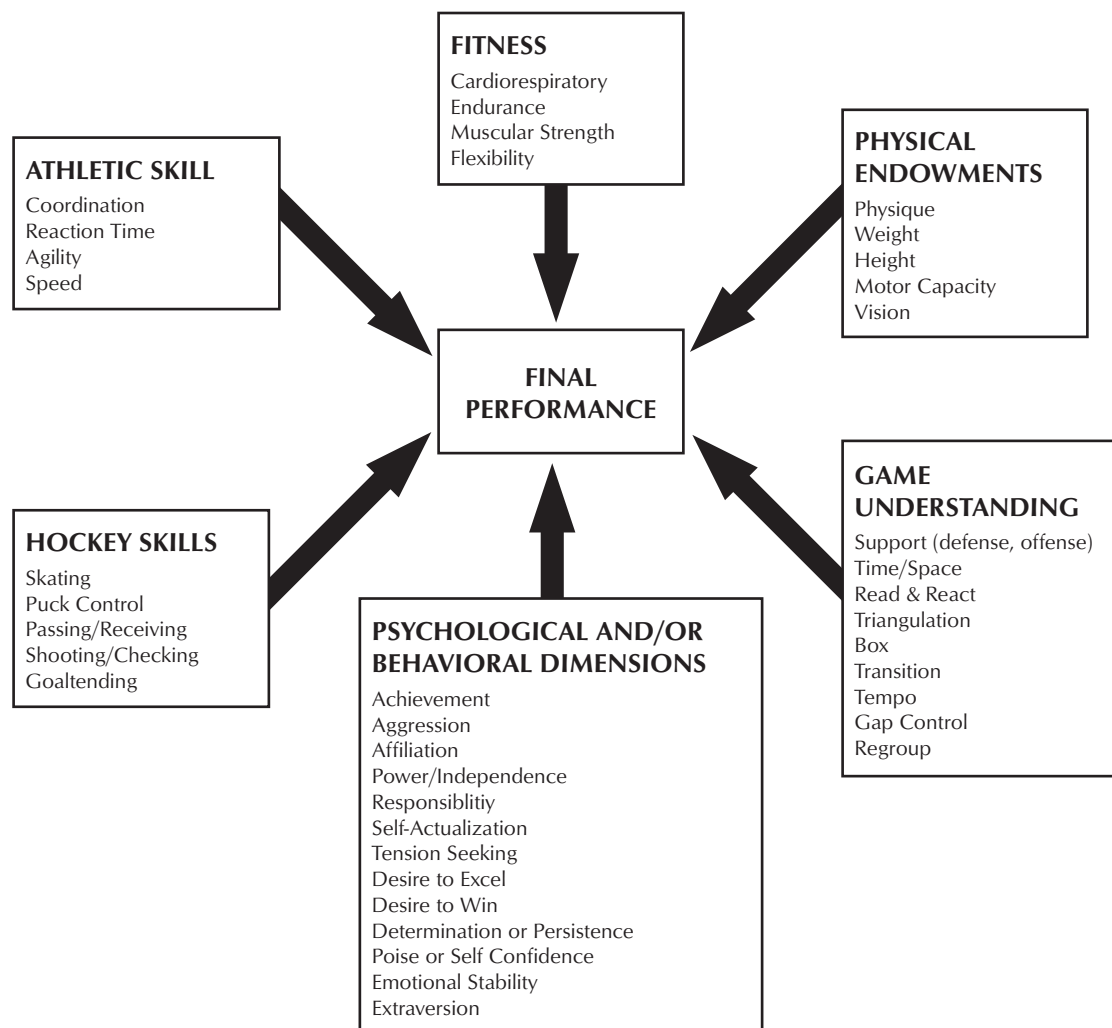 FITNESS
Cardiorespiratory
Endurance
Muscular Strength
Flexibility
ATHLETIC SKILL
Coordination
Reaction Time
Agility
Speed
PHYSICAL
ENDOWMENTS
Physique
Weight
Height
Motor Capacity
Vision
FINAL
PERFORMANCE
HOCKEY SKILLS
Skating
Puck Control
Passing/Receiving
Shooting/Checking
Goaltending
PSYCHOLOGICAL AND/OR
BEHAVIORAL DIMENSIONS
Achievement
Aggression
Affiliation
Power/Independence
Responsiblitiy
Self-Actualization
Tension Seeking
Desire to Excel
Desire to Win
Determination or Persistence
Poise or Self Confidence
Emotional Stability
Extraversion
GAME
UNDERSTANDING
Support (defense, offense)
Time/Space
Read & React
Triangulation
Box
Transition
Tempo
Gap Control
Regroup